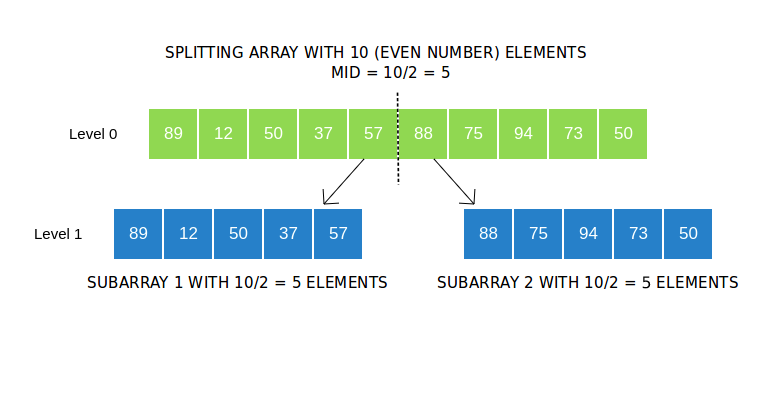 SPLITTING ARRAY WITH 10 (EVEN NUMBER) ELEMENTS
MID = 10/2 = 5
Level 0 89 12 50 37 57 88 75 94 73 50
Level 1 89 12 50 37 57 88 75 94 73 50
SUBARRAY 1 WITH 10/2 = 5 ELEMENTS SUBARRAY 2 WITH 10/2 = 5 ELEMENTS